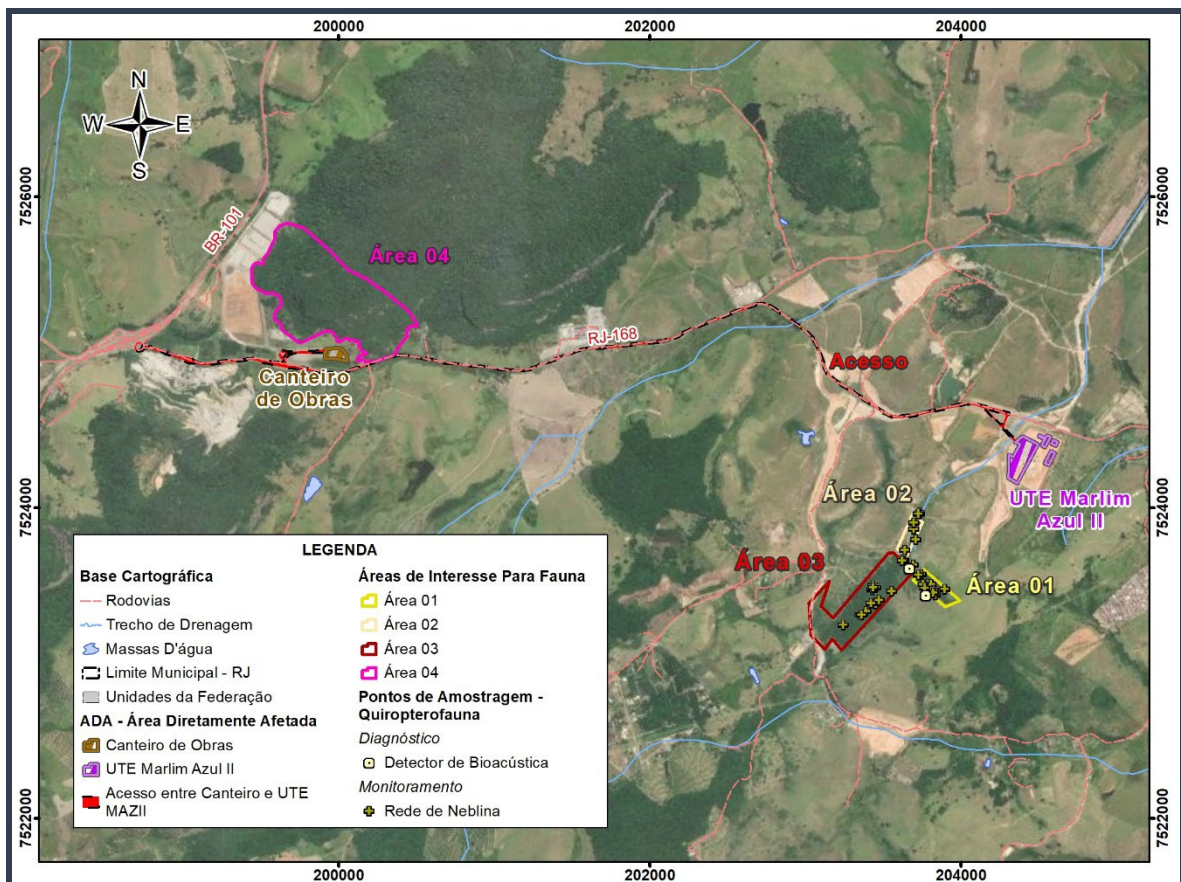 200000
202000
204000
N
W
E
S
7526000
7526000
BR-101
Área 04
RJ-168
Acesso
Canteiro
de Obras
7524000
7524000
Área 02
UTE Marlim
Azul II
Área 03
Área 01
LEGENDA
Base Cartográfica
Rodovias
Trecho de Drenagem
Massas D'água
Limite Municipal - RJ
Unidades da Federação
ADA - Área Diretamente Afetada
Canteiro de Obras
UTE Marlim Azul II
Acesso entre Canteiro e UTE
MAZII
Áreas de Interesse Para Fauna
Área 01
Área 02
Área 03
Área 04
Pontos de Amostragem -
Quiropterofauna
Diagnóstico
Detector de Bioacústica
Monitoramento
Rede de Neblina
7522000
7522000
200000
202000
204000